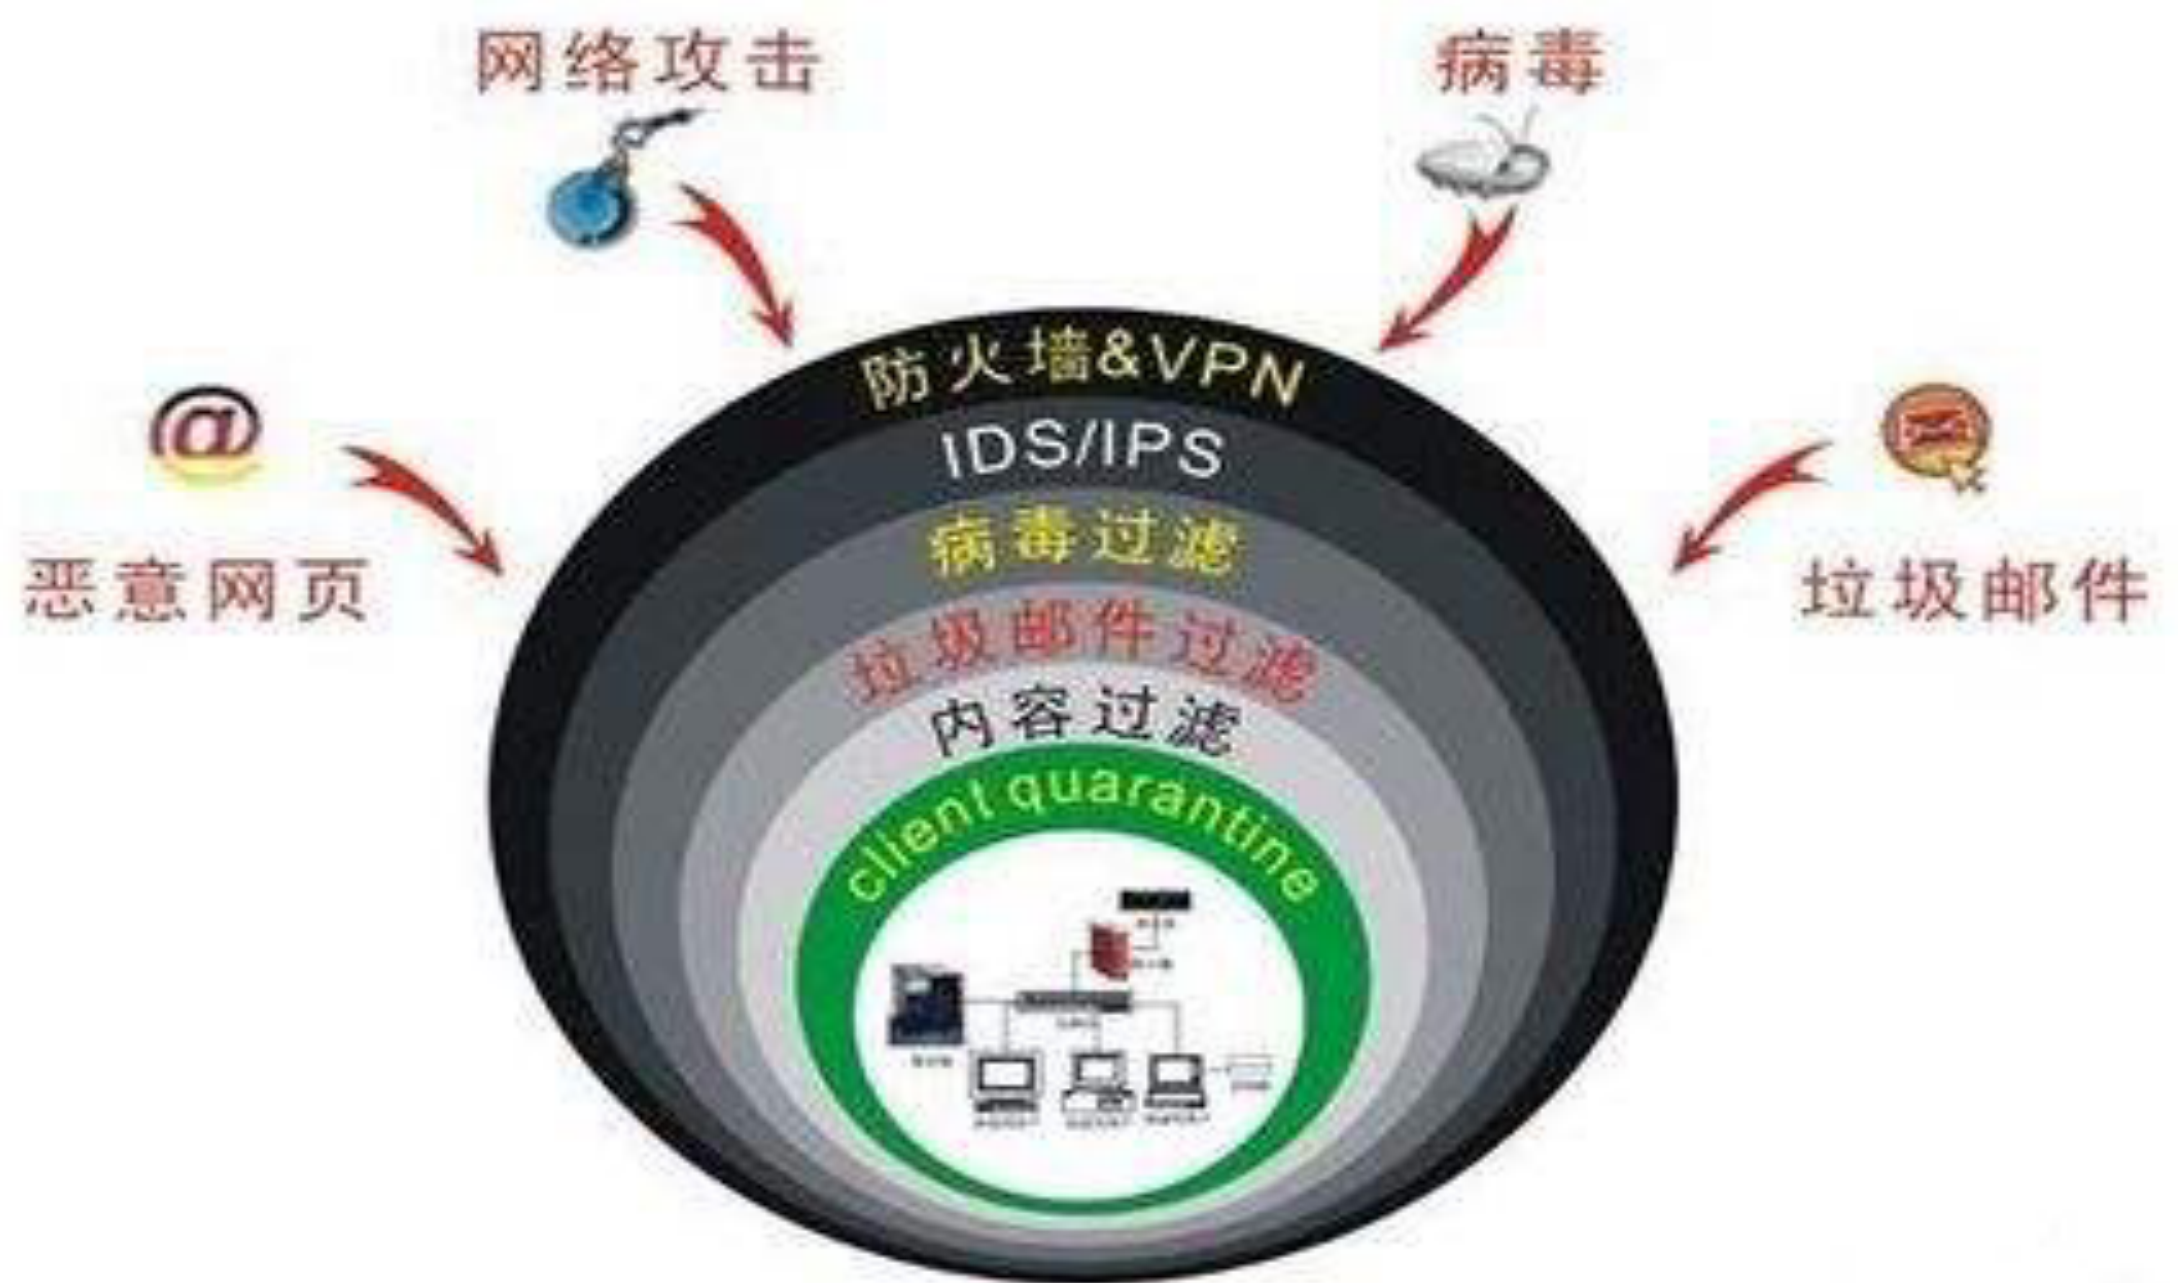 网络攻击
病毒
恶意网页
垃圾邮件
防火墙&VPN
IDS/IPS
病毒过滤
垃圾邮件过滤
内容过滤
client quarantine